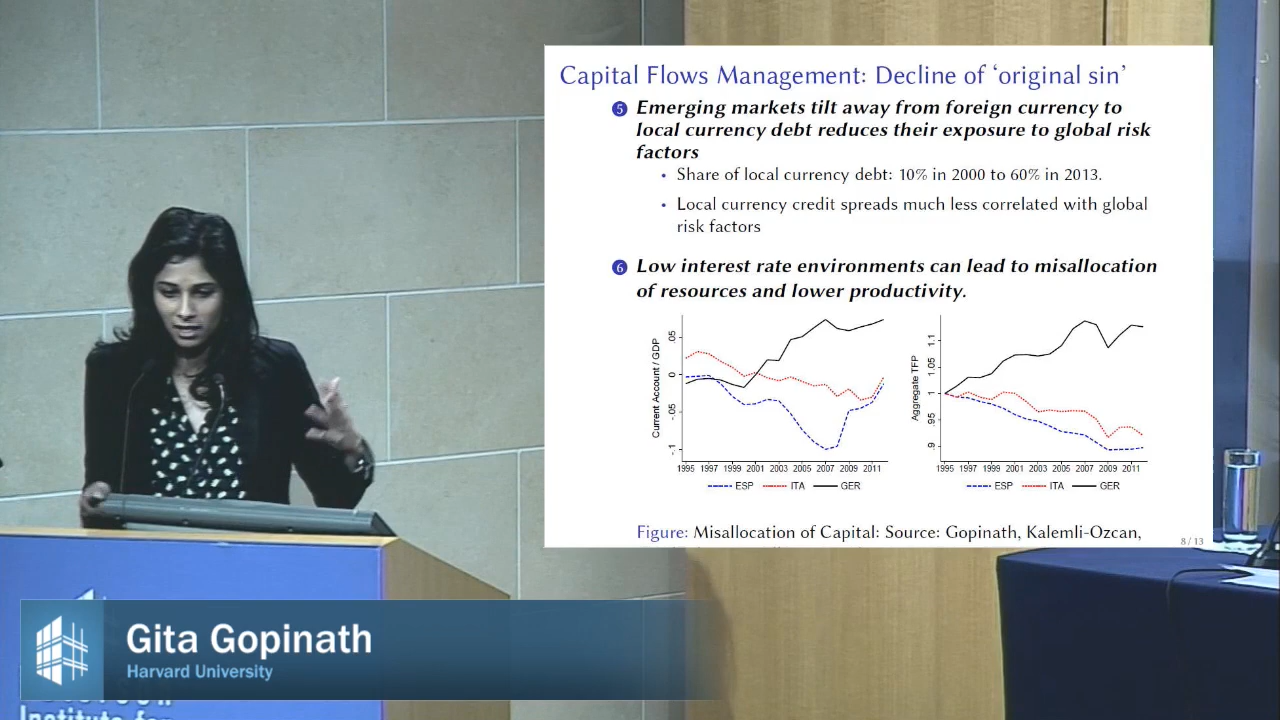 Capital Flows Management: Decline of ‘original sin’
5 Emerging markets tilt away from foreign currency to
local currency debt reduces their exposure to global risk
factors
• Share of local currency debt: 10% in 2000 to 60% in 2013.
• Local currency credit spreads much less correlated with global
risk factors
6 Low interest rate environments can lead to misallocation
of resources and lower productivity.
Current Account / GDP
.05
0
-.05
-.1
1995 1997 1999 2001 2003 2005 2007 2009 2011
ESP ITA GER
Aggregate TFP
1.1
1.05
1
.95
.9
1995 1997 1999 2001 2003 2005 2007 2009 2011
ESP ITA GER
Figure: Misallocation of Capital: Source: Gopinath, Kalemli-Ozcan,
8 / 13
Gita Gopinath
Harvard University
Institute for